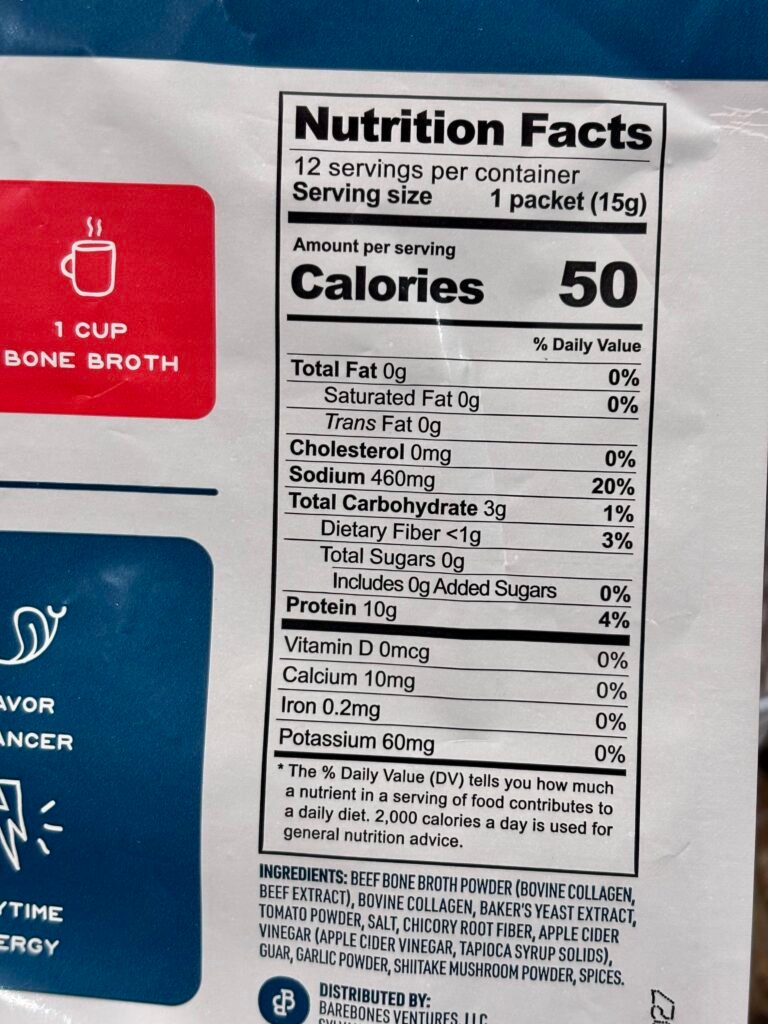 1 CUP
BONE BROTH
AVOR
ANCER
YTIME
ERGY
Nutrition Facts
12 servings per container
Serving size 1 packet (15g)
Amount per serving
Calories 50
% Daily Value
Total Fat 0g 0%
Saturated Fat 0g 0%
Trans Fat 0g
Cholesterol 0mg 0%
Sodium 460mg 20%
Total Carbohydrate 3g 1%
Dietary Fiber <1g 3%
Total Sugars 0g
Includes 0g Added Sugars 0%
Protein 10g 4%
Vitamin D 0mcg 0%
Calcium 10mg 0%
Iron 0.2mg 0%
Potassium 60mg 0%
* The % Daily Value (DV) tells you how much
a nutrient in a serving of food contributes to
a daily diet. 2,000 calories a day is used for
general nutrition advice.
INGREDIENTS: BEEF BONE BROTH POWDER (BOVINE COLLAGEN,
BEEF EXTRACT), BOVINE COLLAGEN, BAKER'S YEAST EXTRACT,
TOMATO POWDER, SALT, CHICORY ROOT FIBER, APPLE CIDER
VINEGAR (APPLE CIDER VINEGAR, TAPIOCA SYRUP SOLIDS),
GUAR, GARLIC POWDER, SHIITAKE MUSHROOM POWDER, SPICES.
DISTRIBUTED BY:
BAREBONES VENTURES, LLC